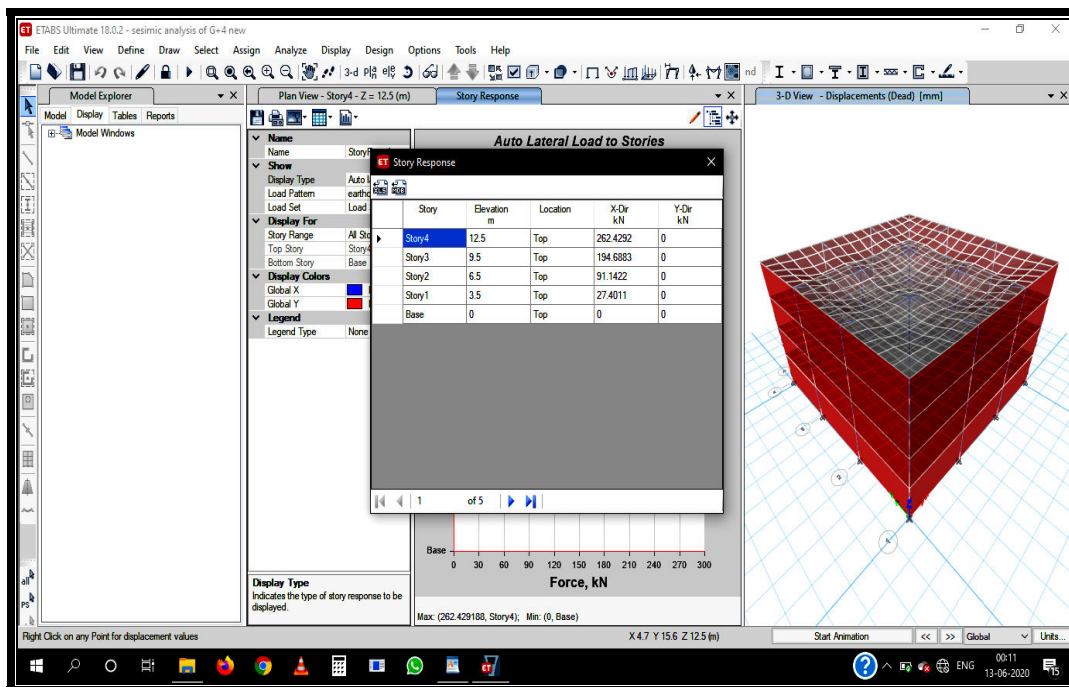 ETABS Ultimate 18.0.2 - sesimic analysis of G+4 new
File Edit View Define Draw Select Assign Analyze Display Design Options Tools Help
3-d
nd
Model Explorer
Plan View - Story4 - Z = 12.5 (m)
Story Response
3-D View - Displacements (Dead) [mm]
Model Display Tables Reports
Model Windows
Name
Name
Show
Display Type Auto
Load Pattern
Load Set Load
Display For
Story Range All
Top Story
Bottom Story Base
Display Colors
Global X
Global Y
Legend
Legend Type None
Auto Lateral Load to Stories
Story Response
Story Elevation Location X-Dir Y-Dir
m kN kN
Story4 12.5 Top 262.4292 0
Story3 9.5 Top 194.6883 0
Story2 6.5 Top 91.1422 0
Story1 3.5 Top 27.4011 0
Base 0 Top 0 0
1 of 5
Base
0 30 60 90 120 150 180 210 240 270 300
Force, kN
Display Type
Indicates the type of story response to be
displayed.
Max: (262.429188, Story4); Min: (0, Base)
all
PS
Right Click on any Point for displacement values
X 4.7 Y 15.6 Z 12.5 (m)
Start Animation << >> Global Units...
ENG
00:11
13-06-2020
15